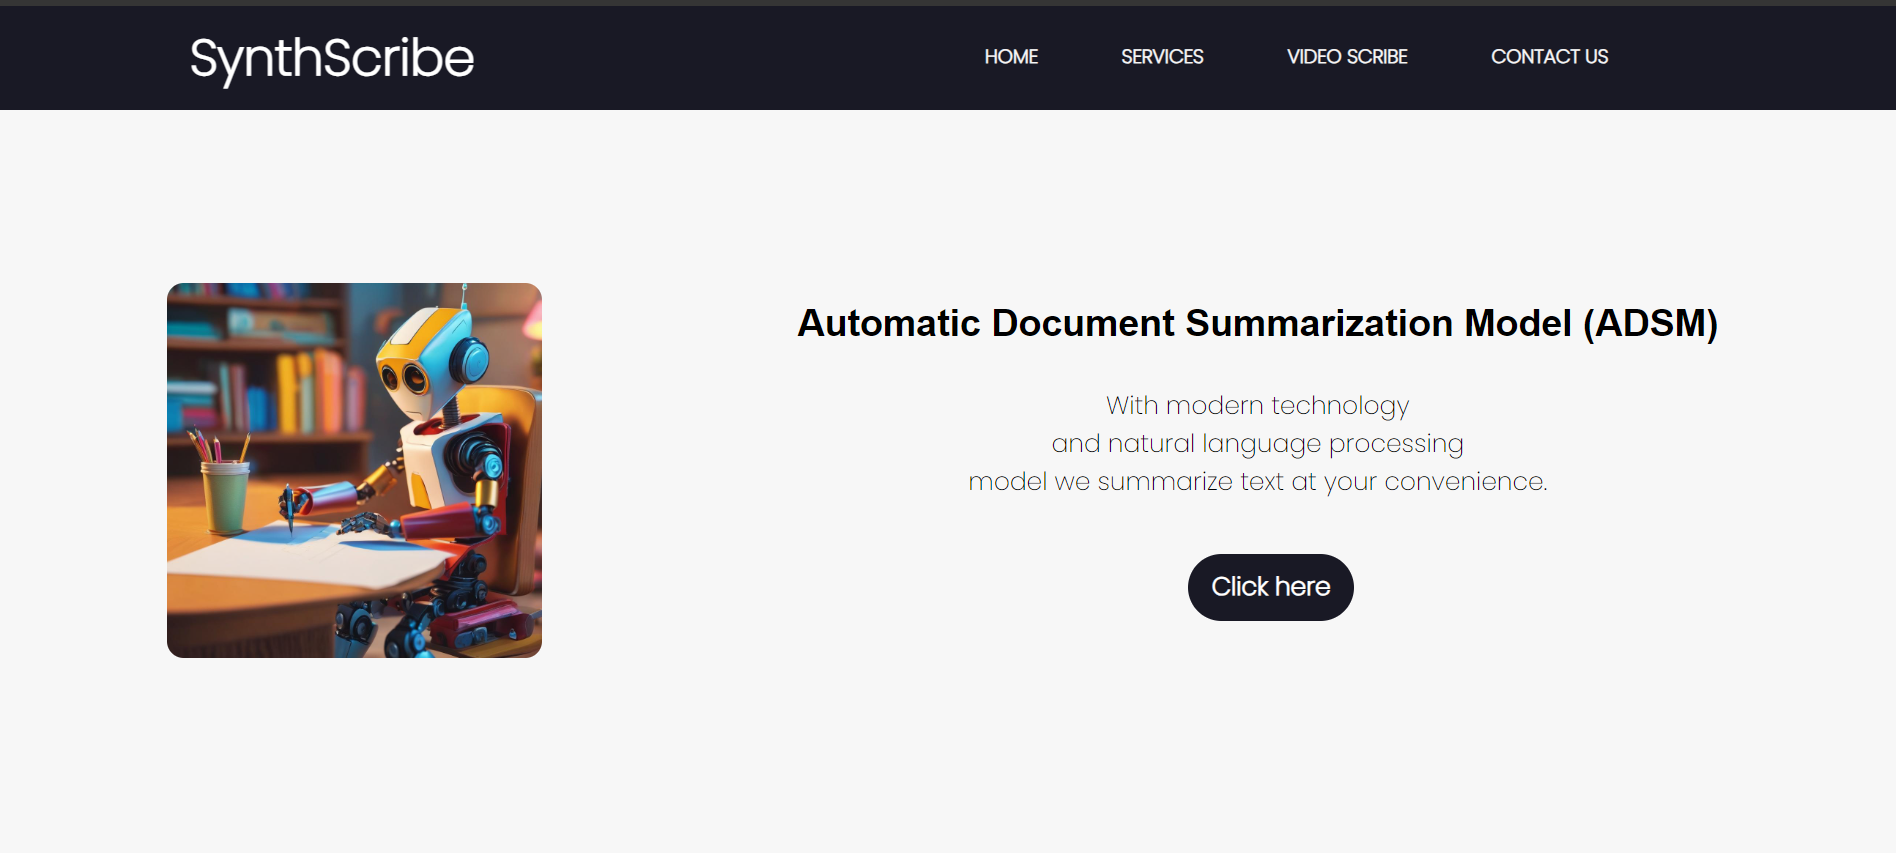 SynthScribe
HOME SERVICES VIDEO SCRIBE CONTACT US
Automatic Document Summarization Model (ADSM)
With modern technology
and natural language processing
model we summarize text at your convenience.
Click here